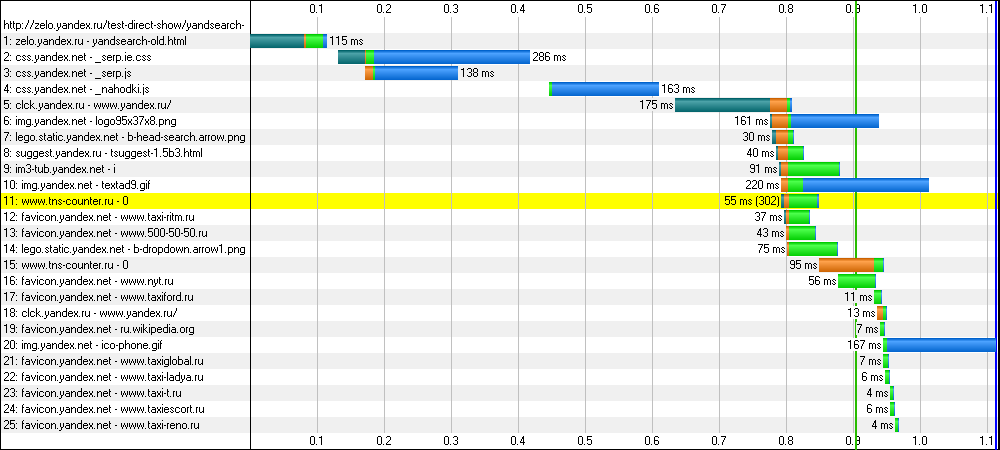 0.1 0.2 0.3 0.4 0.5 0.6 0.7 0.8 0.9 1.0 1.1
http://zelo.yandex.ru/test-direct-show/yandsearch-
1: zelo.yandex.ru - yandsearch-old.html 115 ms
2: css.yandex.net - _serp.ie.css 286 ms
3: css.yandex.net - _serp.js 138 ms
4: css.yandex.net - _nahodki.js 163 ms
5: clck.yandex.ru - www.yandex.ru/ 175 ms
6: img.yandex.net - logo95x37x8.png 161 ms
7: lego.static.yandex.net - b-head-search.arrow.png 30 ms
8: suggest.yandex.ru - tsuggest-1.5b3.html 40 ms
9: im3-tub.yandex.net - i 91 ms
10: img.yandex.net - textad9.gif 220 ms
11: www.tns-counter.ru - 0 55 ms (302)
12: favicon.yandex.net - www.taxi-ritm.ru 37 ms
13: favicon.yandex.net - www.500-50-50.ru 43 ms
14: lego.static.yandex.net - b-dropdown.arrow1.png 75 ms
15: www.tns-counter.ru - 0 95 ms
16: favicon.yandex.net - www.nyt.ru 56 ms
17: favicon.yandex.net - www.taxiford.ru 11 ms
18: clck.yandex.ru - www.yandex.ru/ 13 ms
19: favicon.yandex.net - ru.wikipedia.org 7 ms
20: img.yandex.net - ico-phone.gif 167 ms
21: favicon.yandex.net - www.taxiglobal.ru 7 ms
22: favicon.yandex.net - www.taxi-ladya.ru 6 ms
23: favicon.yandex.net - www.taxi-t.ru 4 ms
24: favicon.yandex.net - www.taxiescort.ru 6 ms
25: favicon.yandex.net - www.taxi-reno.ru 4 ms
0.1 0.2 0.3 0.4 0.5 0.6 0.7 0.8 0.9 1.0 1.1